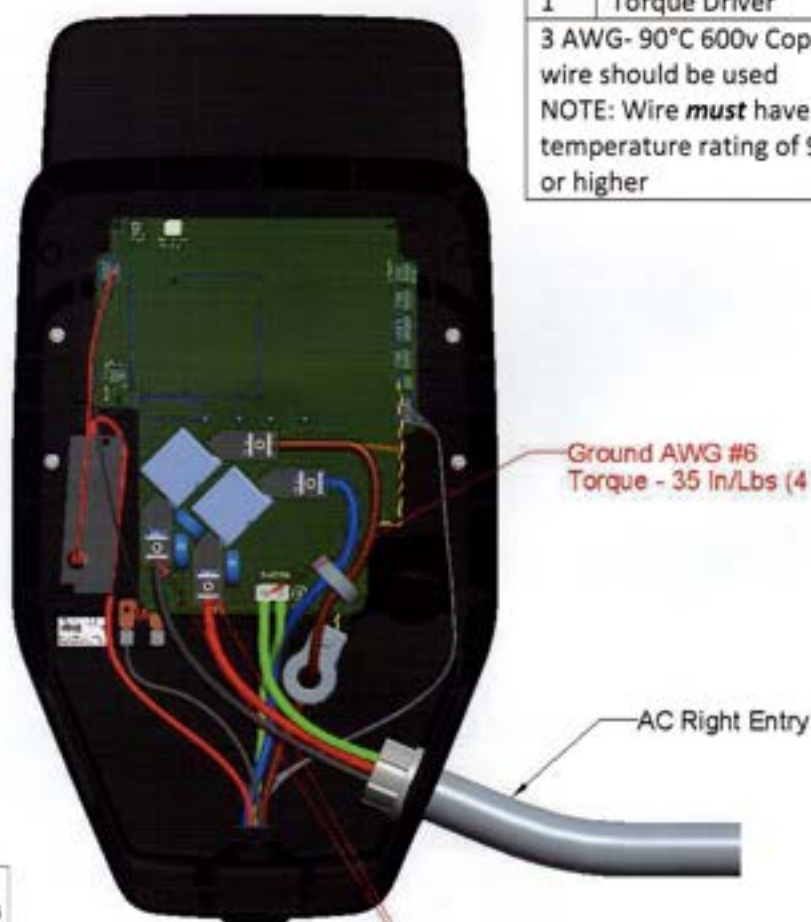 1 Torque Driver
3 AWG- 90°C 600v Cop
wire should be used
NOTE: Wire must have
temperature rating of 9
or higher
Ground AWG #6
Torque - 35 In/Lbs (4
AC Right Entry